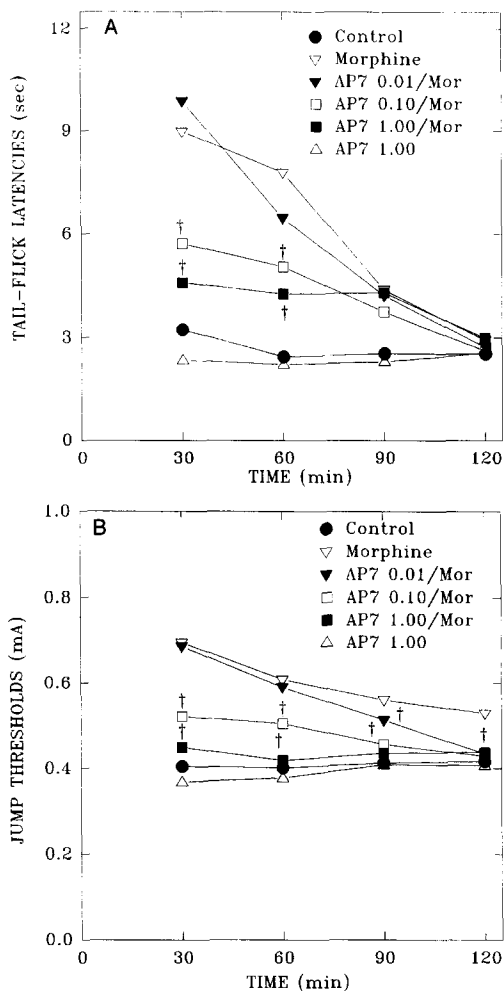 A
12
9
6
3
0
TAIL-FLICK LATENCIES (sec)
Control
Morphine
AP7 0.01/Mor
AP7 0.10/Mor
AP7 1.00/Mor
AP7 1.00
†
†
†
†
0 30 60 90 120
TIME (min)
B
1.0
0.8
0.6
0.4
0.2
0.0
JUMP THRESHOLDS (mA)
Control
Morphine
AP7 0.01/Mor
AP7 0.10/Mor
AP7 1.00/Mor
AP7 1.00
†
†
†
†
†
†
†
0 30 60 90 120
TIME (min)